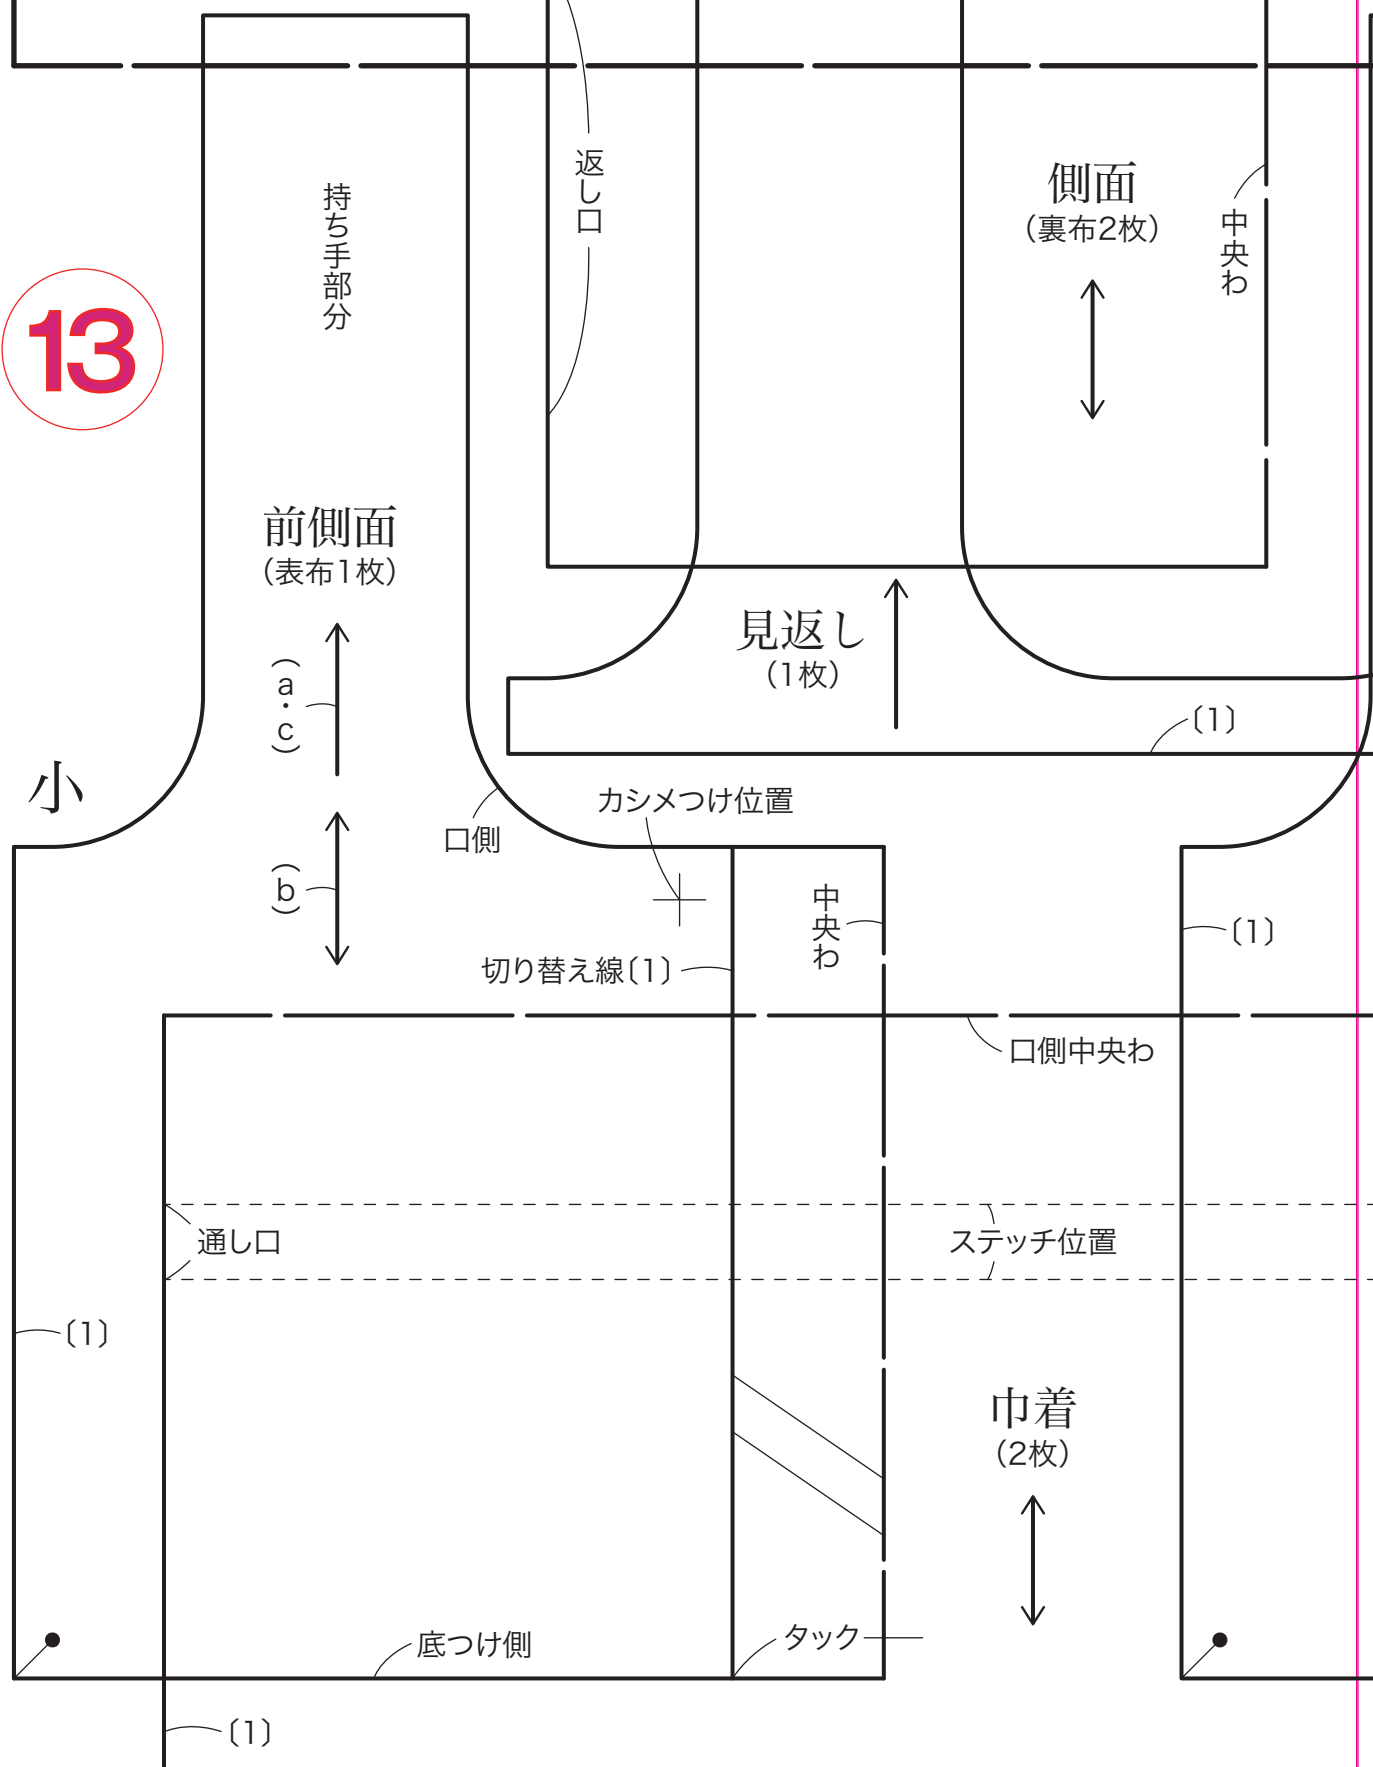 返し口
側面
（裏布2枚）
中央わ
持ち手部分
13
前側面
（表布1枚）
見返し
（1枚）
（a・c）
〔1〕
小
カシメつけ位置
口側
（b）
中央わ
〔1〕
切り替え線〔1〕
口側中央わ
通し口
ステッチ位置
〔1〕
巾着
（2枚）
底つけ側
タック
〔1〕